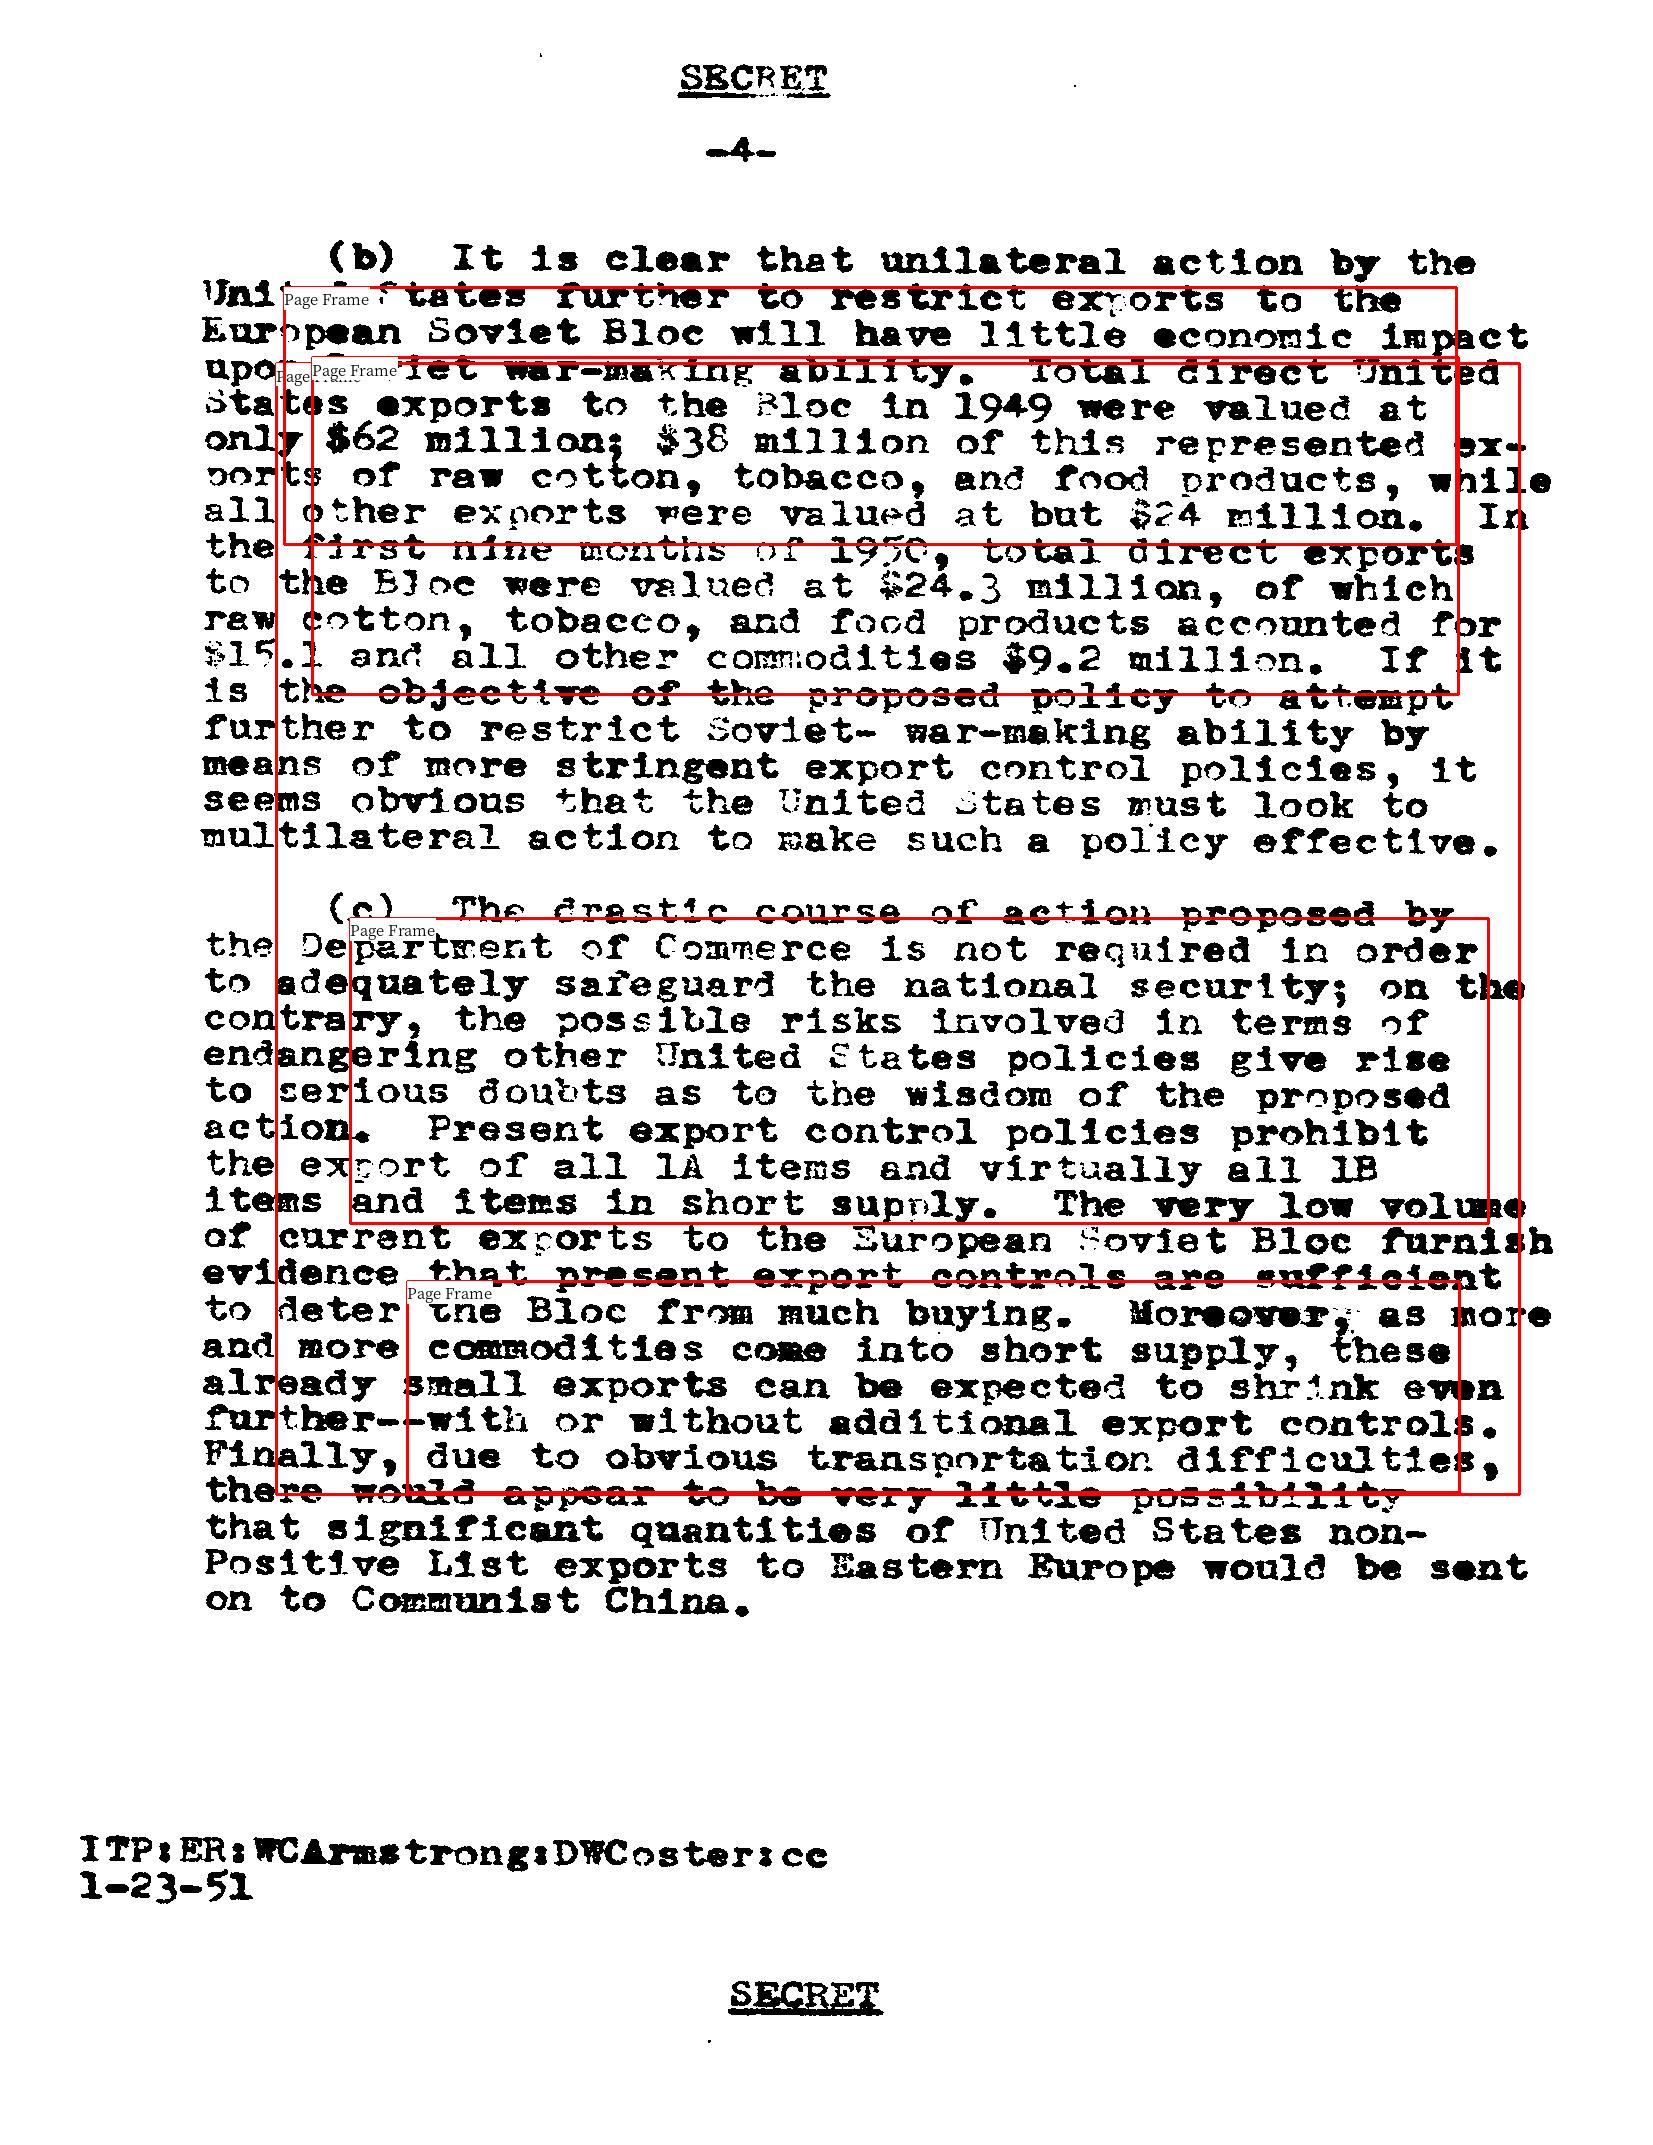 SECRET
-4-
(b) It is clear that unilateral action by the
States further to restrict exports to the
European Soviet Bloc will have little economic impact
war-making ability. Total direct United
States exports to the Bloc in 1949 were valued at
only $62 million; $38 million of this represented ex-
ports of raw cotton, tobacco, and food products, while
all other exports were valued at but $24 million. In
the first nine months of 1950, total direct exports
to the Bloc were valued at $24.3 million, of which
raw cotton, tobacco, and food products accounted for
$15.1 and all other commodities $9.2 million. If it
is the objective of the proposed policy to attempt
further to restrict Soviet- war-making ability by
means of more stringent export control policies, it
seems obvious that the United States must look to
multilateral action to make such a policy effective.
(c) The drastic course of action proposed by
the Department of Commerce is not required in order
to adequately safeguard the national security; on the
contrary, the possible risks involved in terms of
endangering other United States policies give rise
to serious doubts as to the wisdom of the proposed
action. Present export control policies prohibit
the export of all 1A items and virtually all 1B
items and items in short supply. The very low volume
of current exports to the European Soviet Bloc furnish
evidence that present export controls are sufficient
to deter the Bloc from much buying. Moreover, as more
and more commodities come into short supply, these
already small exports can be expected to shrink even
further--with or without additional export controls.
Finally, due to obvious transportation difficulties,
there would appear to be very little possibility
that significant quantities of United States non-
Positive List exports to Eastern Europe would be sent
on to Communist China.
ITP:ER:WCArmstrong:DWCoster:cc
1-23-51
SECRET
Page Frame
Page Frame
Page Frame
Page Frame